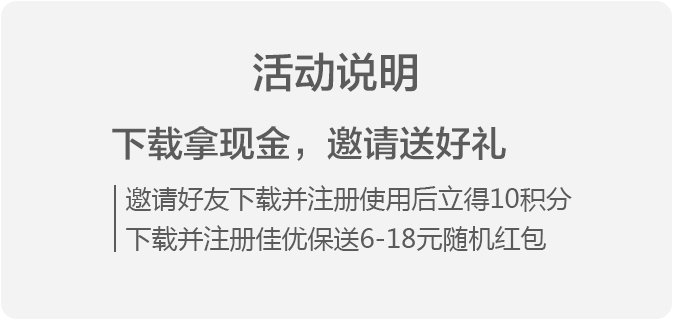 活动说明
下载拿现金，邀请送好礼
邀请好友下载并注册使用后立得10积分
下载并注册佳优保送6-18元随机红包